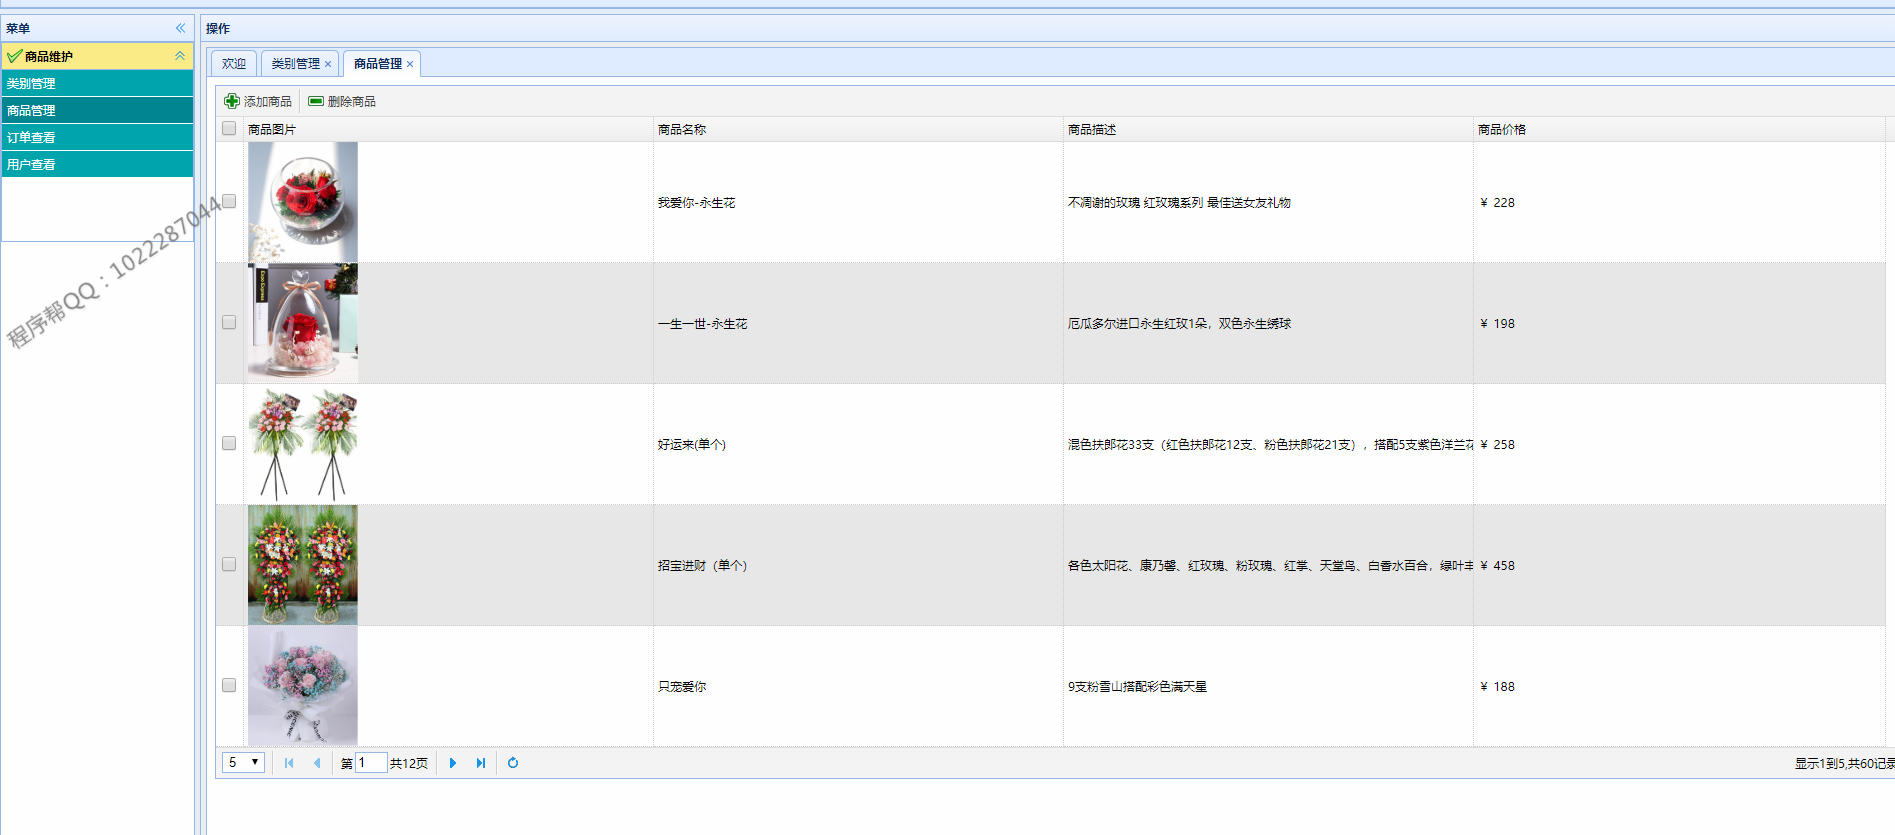 菜单
商品维护
类别管理
商品管理
订单查看
用户查看
程序帮QQ：1022287044
操作
欢迎 类别管理 × 商品管理 ×
添加商品 删除商品
商品图片 商品名称 商品描述 商品价格
我爱你-永生花 不凋谢的玫瑰 红玫瑰系列 最佳送女友礼物 ￥ 228
一生一世-永生花 厄瓜多尔进口永生红玫1朵，双色永生绣球 ￥ 198
好运来(单个) 混色扶郎花33支（红色扶郎花12支、粉色扶郎花21支），搭配5支紫色洋兰花 ￥ 258
招宝进财（单个） 各色太阳花、康乃馨、红玫瑰、粉玫瑰、红掌、天堂鸟、白香水百合，绿叶丰 ￥ 458
只宠爱你 9支粉雪山搭配彩色满天星 ￥ 188
5 第 1 共12页 显示1到5,共60记录